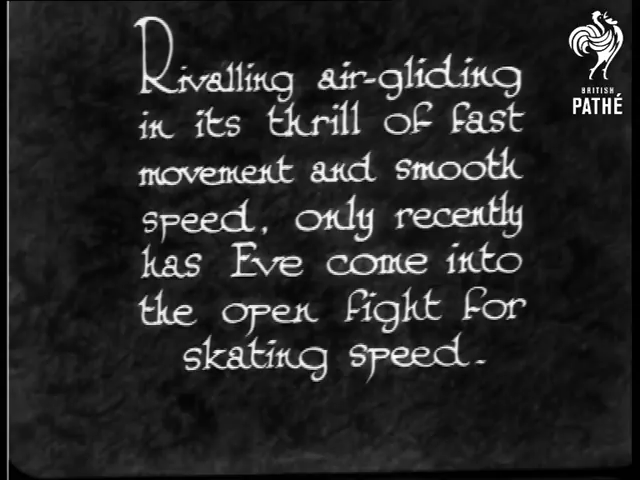 Rivalling air-gliding
in its thrill of fast
movement and smooth
speed, only recently
has Eve come into
the open fight for
skating speed.
BRITISH
PATHÉ